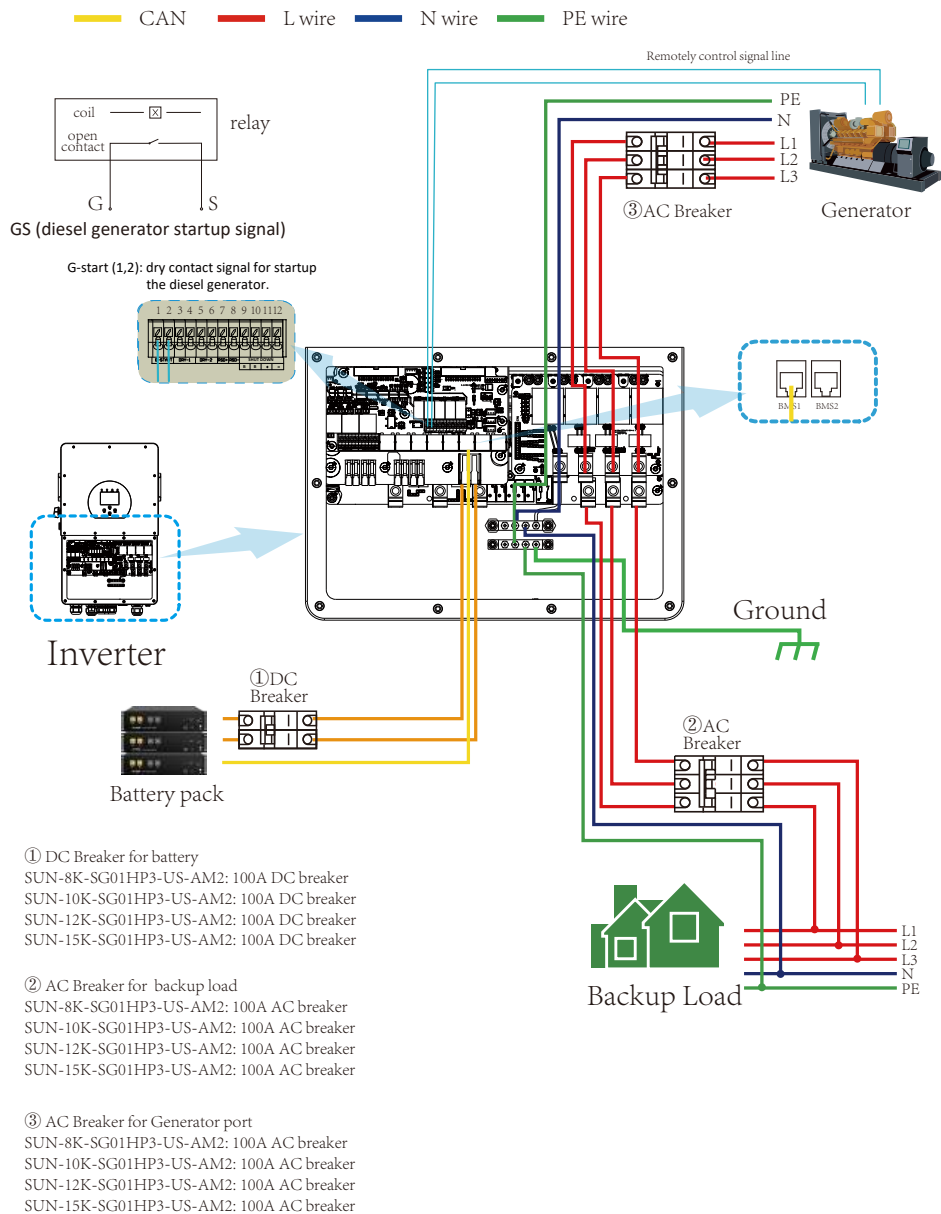 CAN L wire N wire PE wire
Remotely control signal line
coil
open
contact
relay
G S
GS (diesel generator startup signal)
PE
N
L1
L2
L3
③AC Breaker
Generator
G-start (1,2): dry contact signal for startup
the diesel generator.
1 2 3 4 5 6 7 8 9 10 11 12
BMS1 BMS2
Inverter
Ground
①DC
Breaker
②AC
Breaker
Battery pack
① DC Breaker for battery
SUN-8K-SG01HP3-US-AM2: 100A DC breaker
SUN-10K-SG01HP3-US-AM2: 100A DC breaker
SUN-12K-SG01HP3-US-AM2: 100A DC breaker
SUN-15K-SG01HP3-US-AM2: 100A DC breaker
Backup Load
L1
L2
L3
N
PE
② AC Breaker for backup load
SUN-8K-SG01HP3-US-AM2: 100A AC breaker
SUN-10K-SG01HP3-US-AM2: 100A AC breaker
SUN-12K-SG01HP3-US-AM2: 100A AC breaker
SUN-15K-SG01HP3-US-AM2: 100A AC breaker
③ AC Breaker for Generator port
SUN-8K-SG01HP3-US-AM2: 100A AC breaker
SUN-10K-SG01HP3-US-AM2: 100A AC breaker
SUN-12K-SG01HP3-US-AM2: 100A AC breaker
SUN-15K-SG01HP3-US-AM2: 100A AC breaker